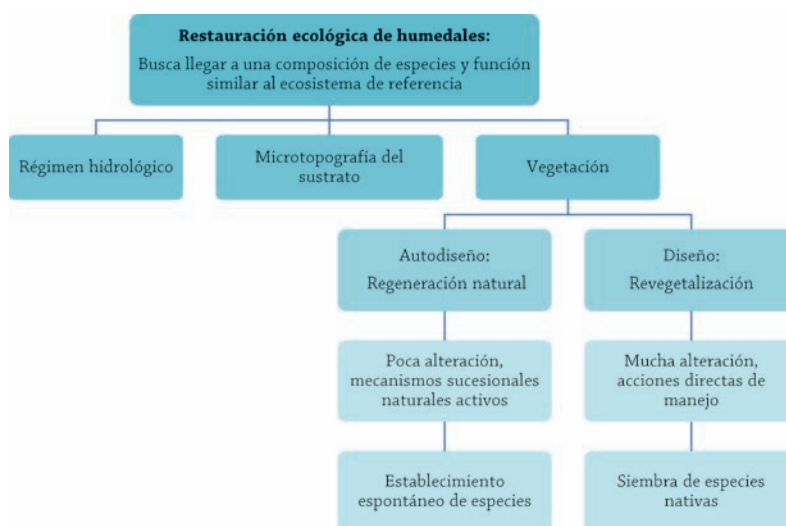 Restauración ecológica de humedales:
Busca llegar a una composición de especies y función
similar al ecosistema de referencia
Régimen hidrológico
Microtopografía del
sustrato
Vegetación
Autodiseño:
Regeneración natural
Diseño:
Revegetalización
Poca alteración,
mecanismos sucesionales
naturales activos
Mucha alteración,
acciones directas de
manejo
Establecimiento
espontáneo de especies
Siembra de especies
nativas